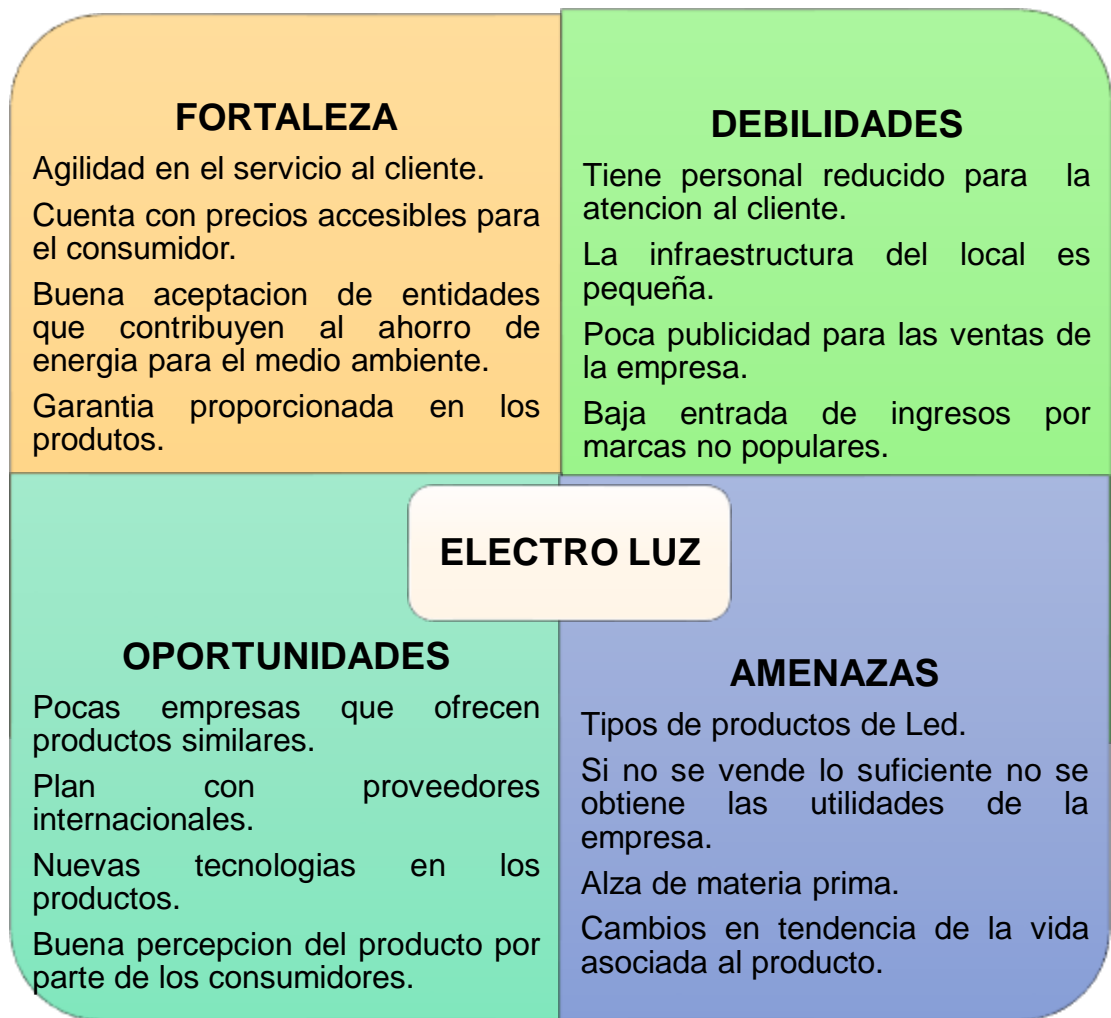 FORTALEZA
Agilidad en el servicio al cliente.
Cuenta con precios accesibles para
el consumidor.
Buena aceptacion de entidades
que contribuyen al ahorro de
energia para el medio ambiente.
Garantia proporcionada en los
produtos.
DEBILIDADES
Tiene personal reducido para la
atencion al cliente.
La infraestructura del local es
pequeña.
Poca publicidad para las ventas de
la empresa.
Baja entrada de ingresos por
marcas no populares.
ELECTRO LUZ
OPORTUNIDADES
Pocas empresas que ofrecen
productos similares.
Plan con proveedores
internacionales.
Nuevas tecnologias en los
productos.
Buena percepcion del producto por
parte de los consumidores.
AMENAZAS
Tipos de productos de Led.
Si no se vende lo suficiente no se
obtiene las utilidades de la
empresa.
Alza de materia prima.
Cambios en tendencia de la vida
asociada al producto.